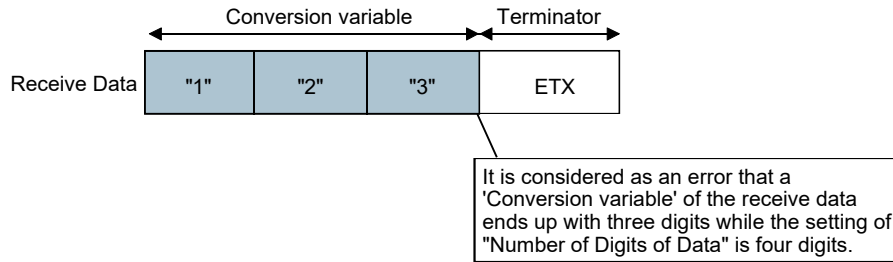 Conversion variable Terminator
Receive Data "1" "2" "3" ETX
It is considered as an error that a
'Conversion variable' of the receive data
ends up with three digits while the setting of
"Number of Digits of Data" is four digits.